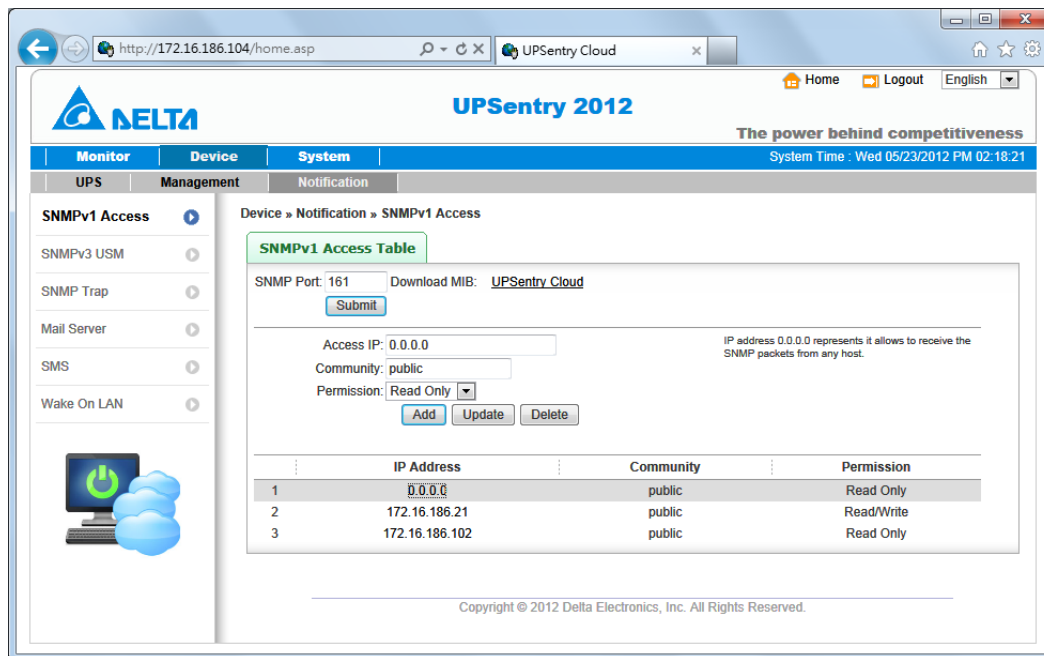 http://172.16.186.104/home.asp
UPSentry Cloud
Home
Logout
English
DELTA
UPSentry 2012
The power behind competitiveness
Monitor
Device
System
System Time : Wed 05/23/2012 PM 02:18:21
UPS
Management
Notification
SNMPv1 Access
SNMPv3 USM
SNMP Trap
Mail Server
SMS
Wake On LAN
Device » Notification » SNMPv1 Access
SNMPv1 Access Table
SNMP Port: 161 Download MIB: UPSentry Cloud
Submit
Access IP: 0.0.0.0
Community: public
Permission: Read Only
Add Update Delete
IP address 0.0.0.0 represents it allows to receive the
SNMP packets from any host.
IP Address Community Permission
1 0.0.0.0 public Read Only
2 172.16.186.21 public Read/Write
3 172.16.186.102 public Read Only
Copyright © 2012 Delta Electronics, Inc. All Rights Reserved.